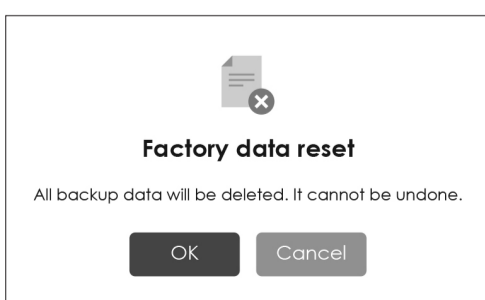 Factory data reset
All backup data will be deleted. It cannot be undone.
OK Cancel